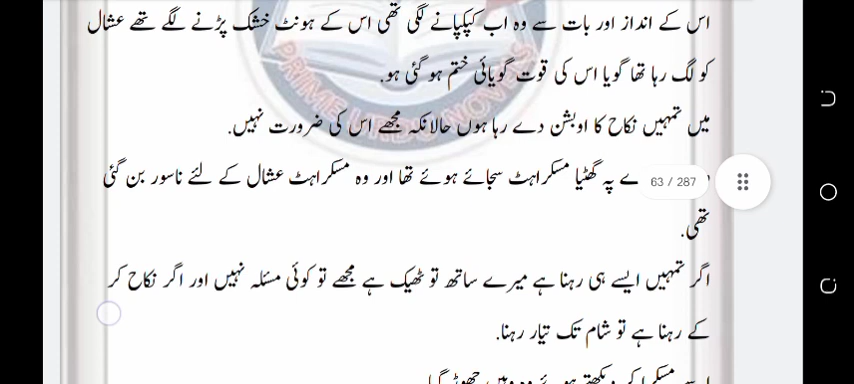 اس کے انداز اور بات سے وہ اب کپکپانے لگی تھی اس کے ہونٹ خشک پڑنے لگے تھے عشال
کو لگ رہا تھا گویا اس کی قوت گویائی ختم ہو گئی ہو.
میں تمہیں نکاح کا اوپشن دے رہا ہوں حالانکہ مجھے اس کی ضرورت نہیں.
ے پہ گھٹیا مسکراہٹ سجائے ہوئے تھا اور وہ مسکراہٹ عشال کے لئے ناسور بن گئی
63 / 287
تھی.
اگر تمہیں ایسے ہی رہنا ہے میرے ساتھ تو ٹھیک ہے مجھے تو کوئی مسئلہ نہیں اور اگر نکاح کر
کے رہنا ہے تو شام تک تیار رہنا.